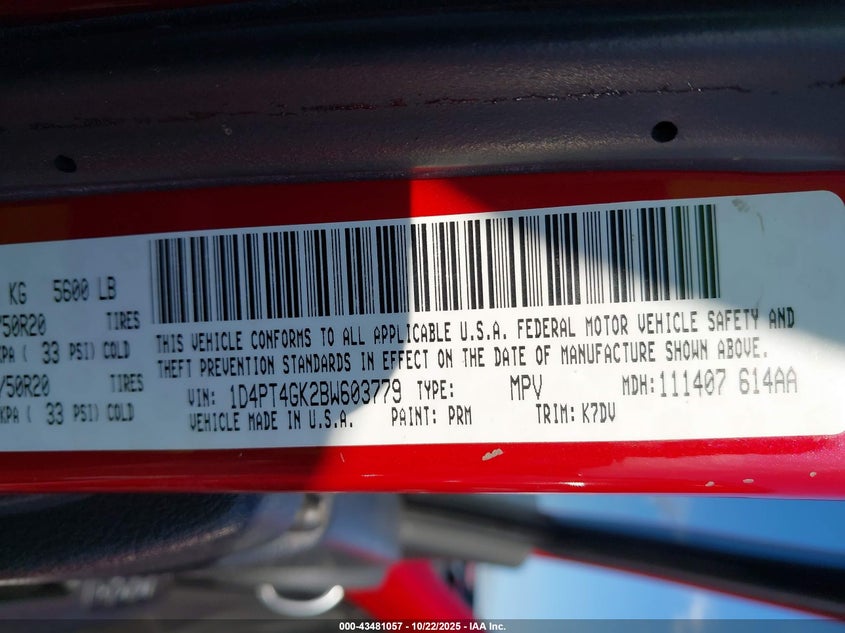 KG 5600 LB
/50R20 TIRES
KPA ( 33 PSI) COLD
/50R20 TIRES
KPA ( 33 PSI) COLD
THIS VEHICLE CONFORMS TO ALL APPLICABLE U.S.A. FEDERAL MOTOR VEHICLE SAFETY AND
THEFT PREVENTION STANDARDS IN EFFECT ON THE DATE OF MANUFACTURE SHOWN ABOVE.
VIN: 1D4PT4GK2BW603779 TYPE: MPV MDH: 111407 614AA
VEHICLE MADE IN U.S.A. PAINT: PRM TRIM: K7DV
000-43481057 | 10/22/2025 - IAA Inc.